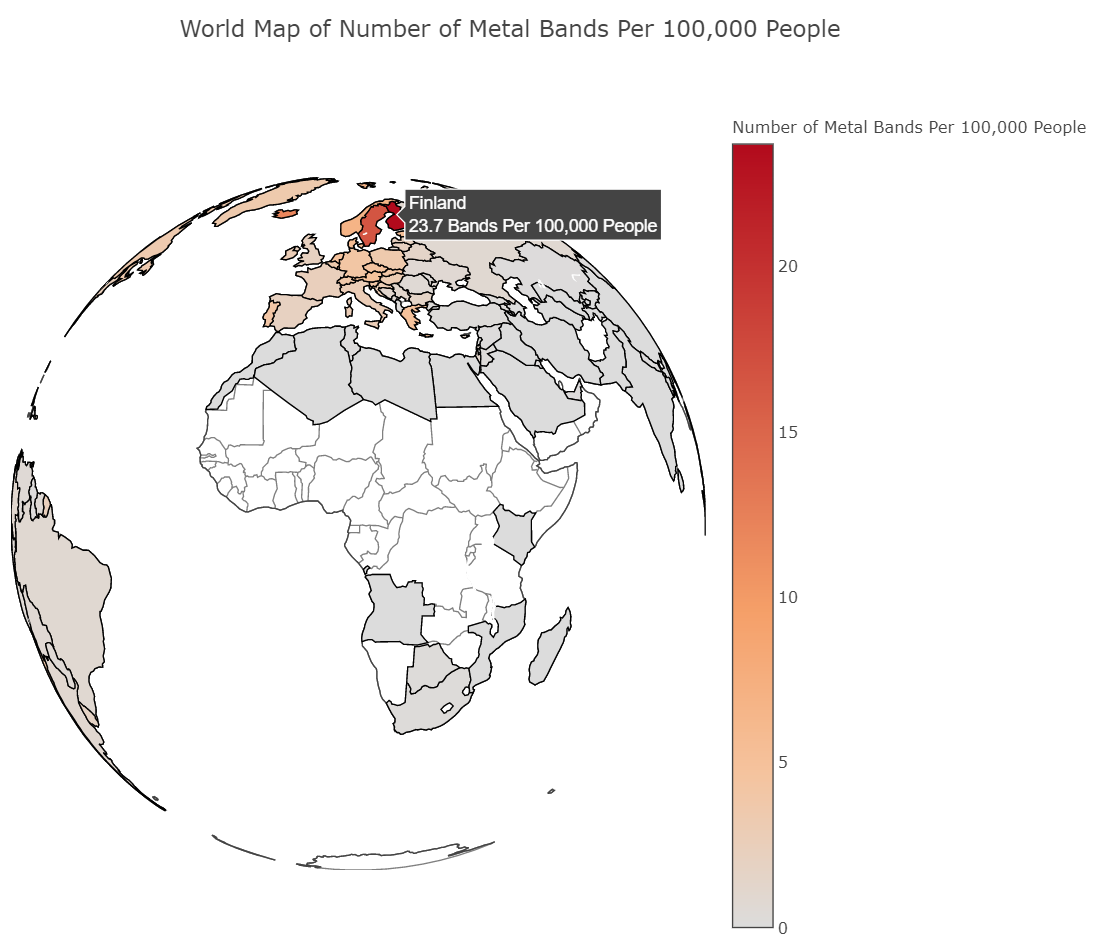 World Map of Number of Metal Bands Per 100,000 People
Number of Metal Bands Per 100,000 People
Finland
23.7 Bands Per 100,000 People
20
15
10
5
0